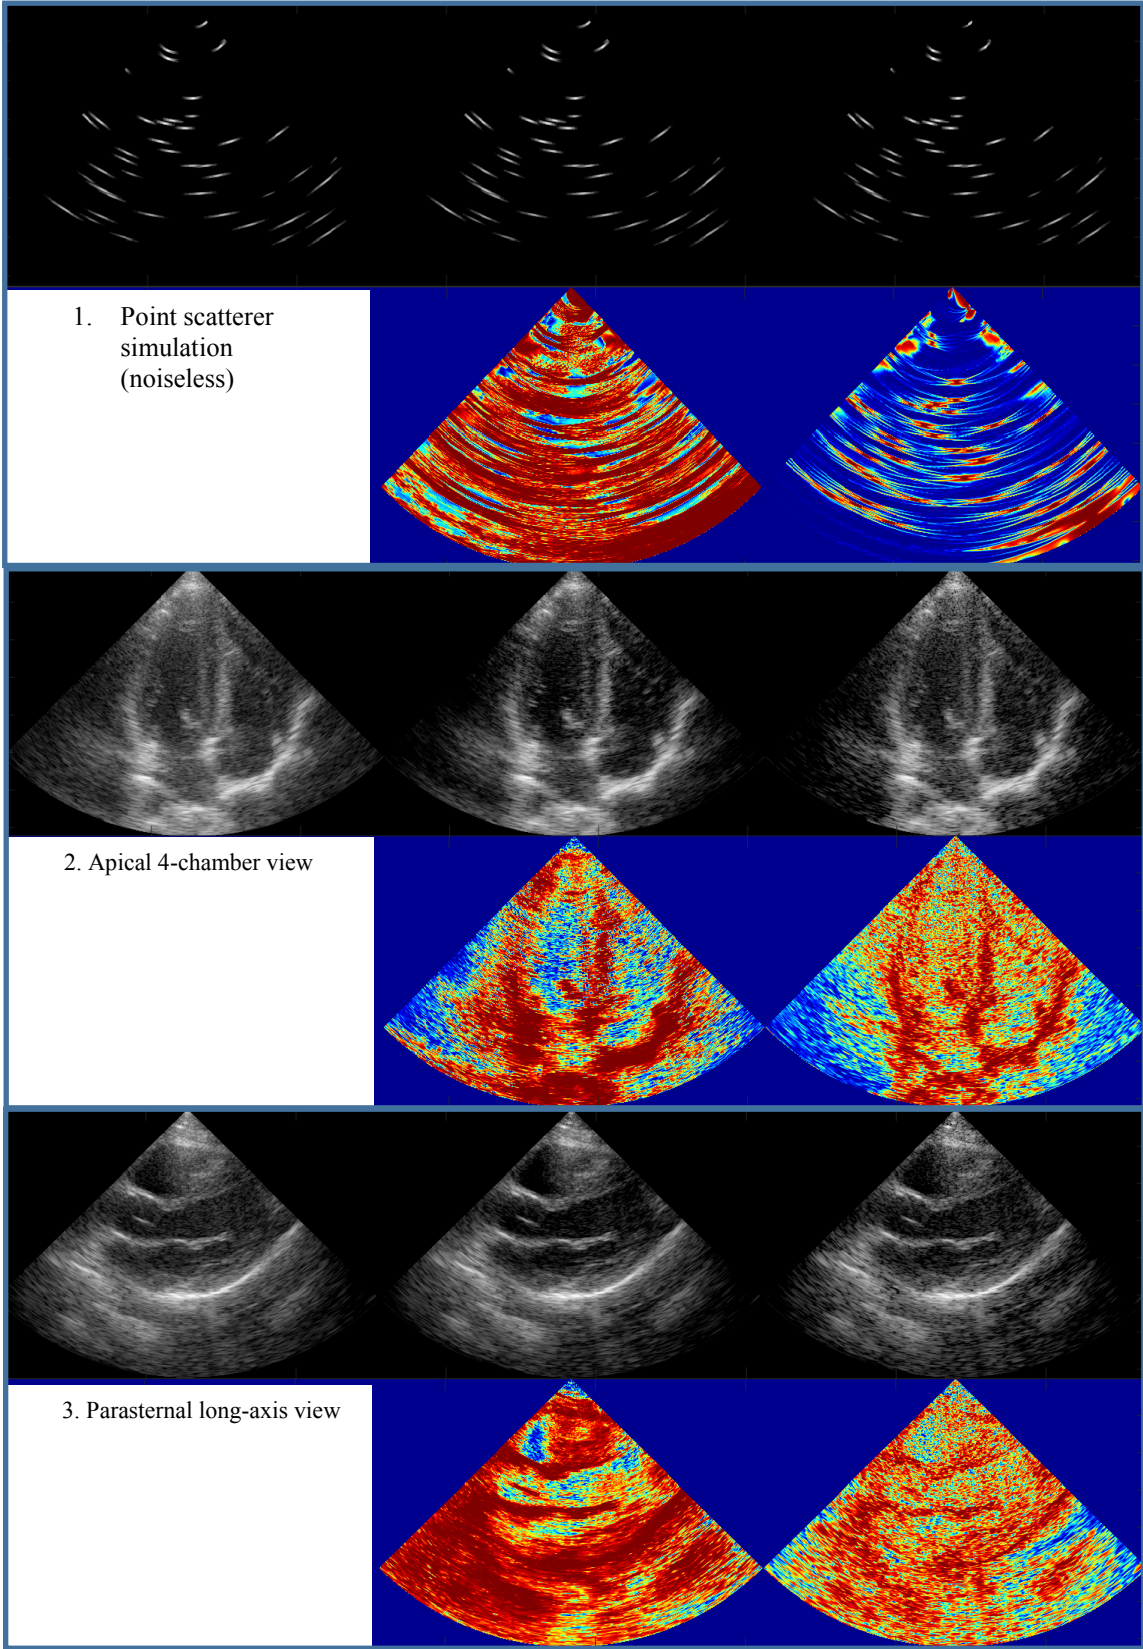 1. Point scatterer
simulation
(noiseless)
2. Apical 4-chamber view
3. Parasternal long-axis view